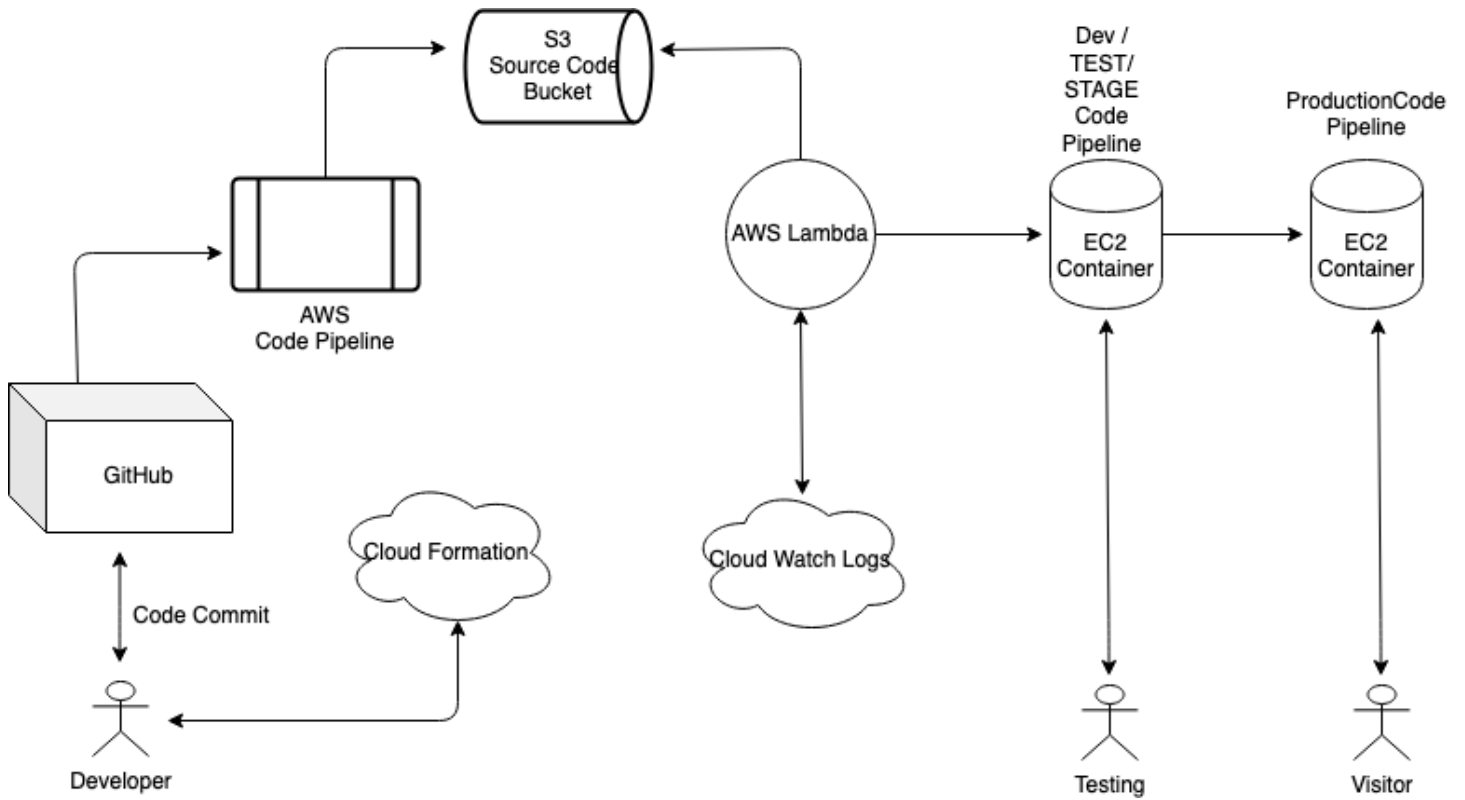 S3
Source Code
Bucket
Dev /
TEST/
STAGE
Code
Pipeline
ProductionCode
Pipeline
AWS Lambda
EC2
Container
EC2
Container
AWS
Code Pipeline
GitHub
Cloud Formation
Cloud Watch Logs
Code Commit
Developer
Testing
Visitor